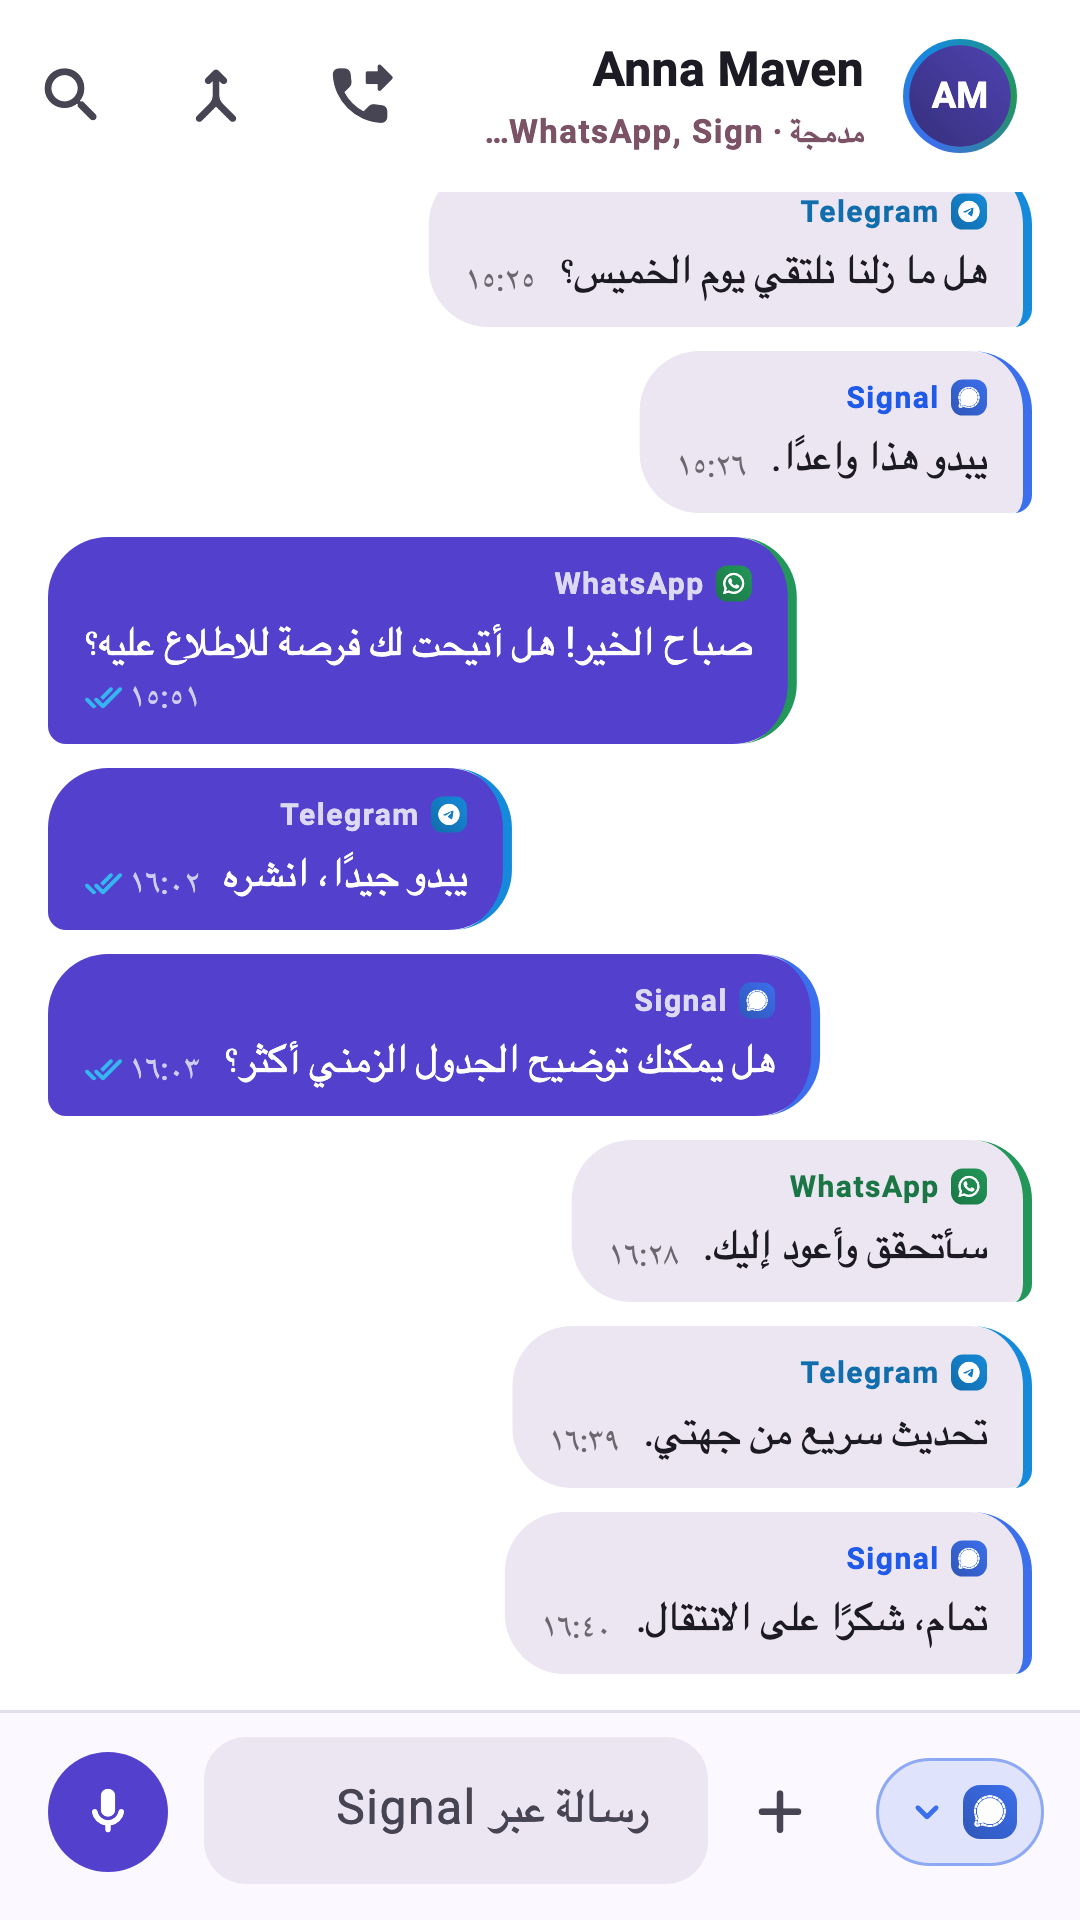 Anna Maven
AM
مدمجة · WhatsApp, Sign…
Telegram
هل ما زلنا نلتقي يوم الخميس؟ ١٥:٢٥
Signal
يبدو هذا واعدًا. ١٥:٢٦
WhatsApp
صباح الخير! هل أتيحت لك فرصة للاطلاع عليه؟
١٥:٥١
Telegram
يبدو جيدًا، انشره ١٦:٠٢
Signal
هل يمكنك توضيح الجدول الزمني أكثر؟ ١٦:٠٣
WhatsApp
سأتحقق وأعود إليك. ١٦:٢٨
Telegram
تحديث سريع من جهتي. ١٦:٣٩
Signal
تمام، شكرًا على الانتقال. ١٦:٤٠
رسالة عبر Signal